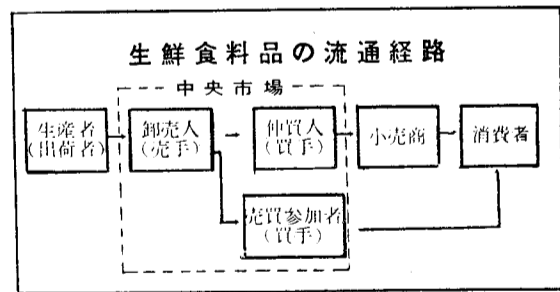 生鮮食料品の流通経路
中央市場
生産者
(出荷者)
卸売人
(売手)
仲買人
(買手)
小売商
消費者
売買参加者
(買手)